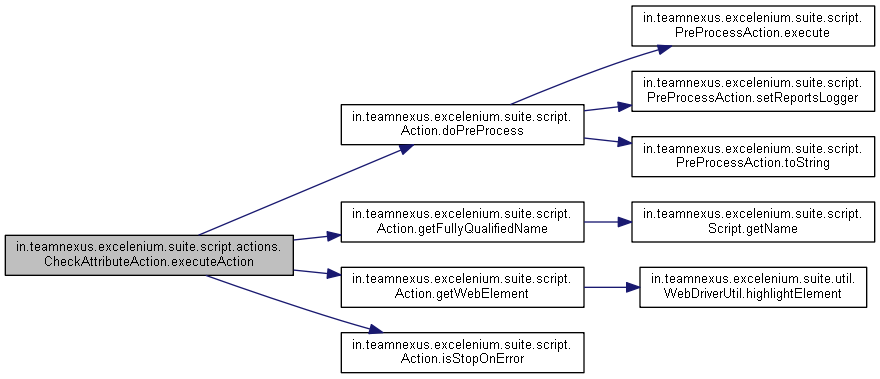 in.teamnexus.excelenium.suite.script.
PreProcessAction.execute
in.teamnexus.excelenium.suite.script.
PreProcessAction.setReportsLogger
in.teamnexus.excelenium.suite.script.
Action.doPreProcess
in.teamnexus.excelenium.suite.script.
PreProcessAction.toString
in.teamnexus.excelenium.suite.script.
Action.getFullyQualifiedName
in.teamnexus.excelenium.suite.script.
Script.getName
in.teamnexus.excelenium.suite.script.actions.
CheckAttributeAction.executeAction
in.teamnexus.excelenium.suite.script.
Action.getWebElement
in.teamnexus.excelenium.suite.util.
WebDriverUtil.highlightElement
in.teamnexus.excelenium.suite.script.
Action.isStopOnError